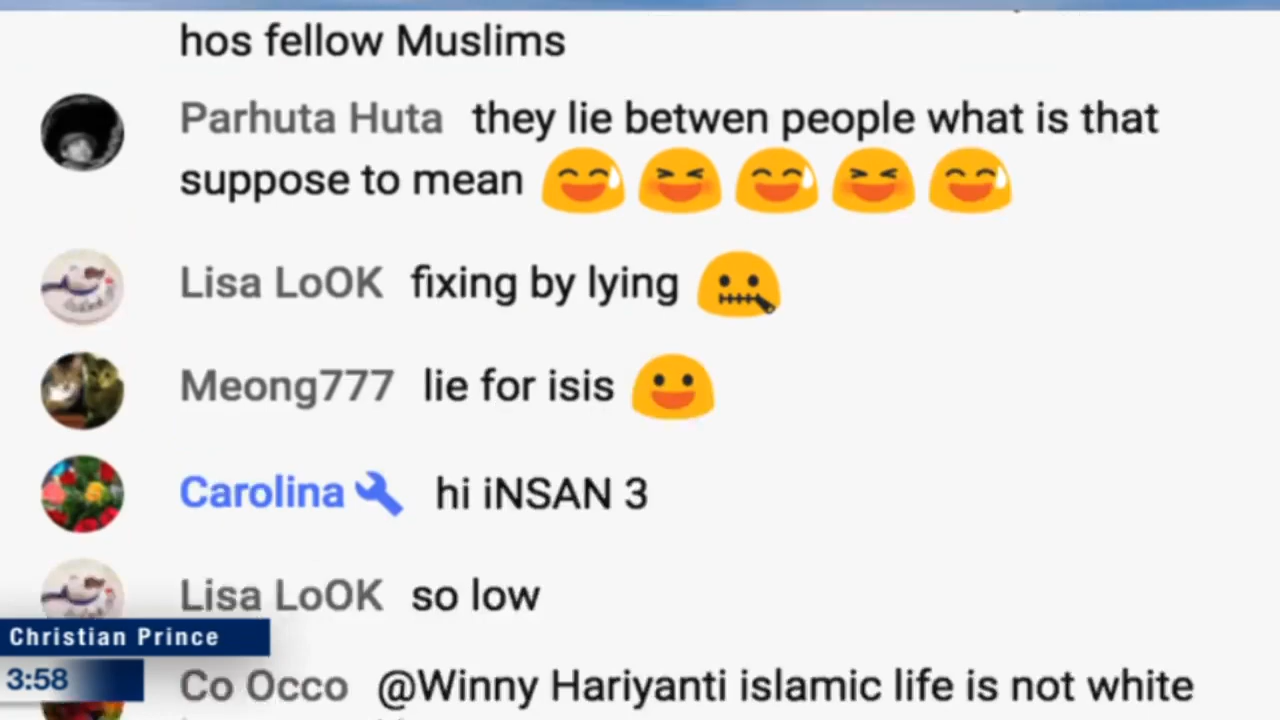 hos fellow Muslims
Parhuta Huta they lie betwen people what is that
suppose to mean 😅😆😅😆😅
Lisa LoOK fixing by lying 🤐
Meong777 lie for isis 😃
Carolina hi iNSAN 3
Lisa LoOK so low
Christian Prince
3:58
Co Occo @Winny Hariyanti islamic life is not white